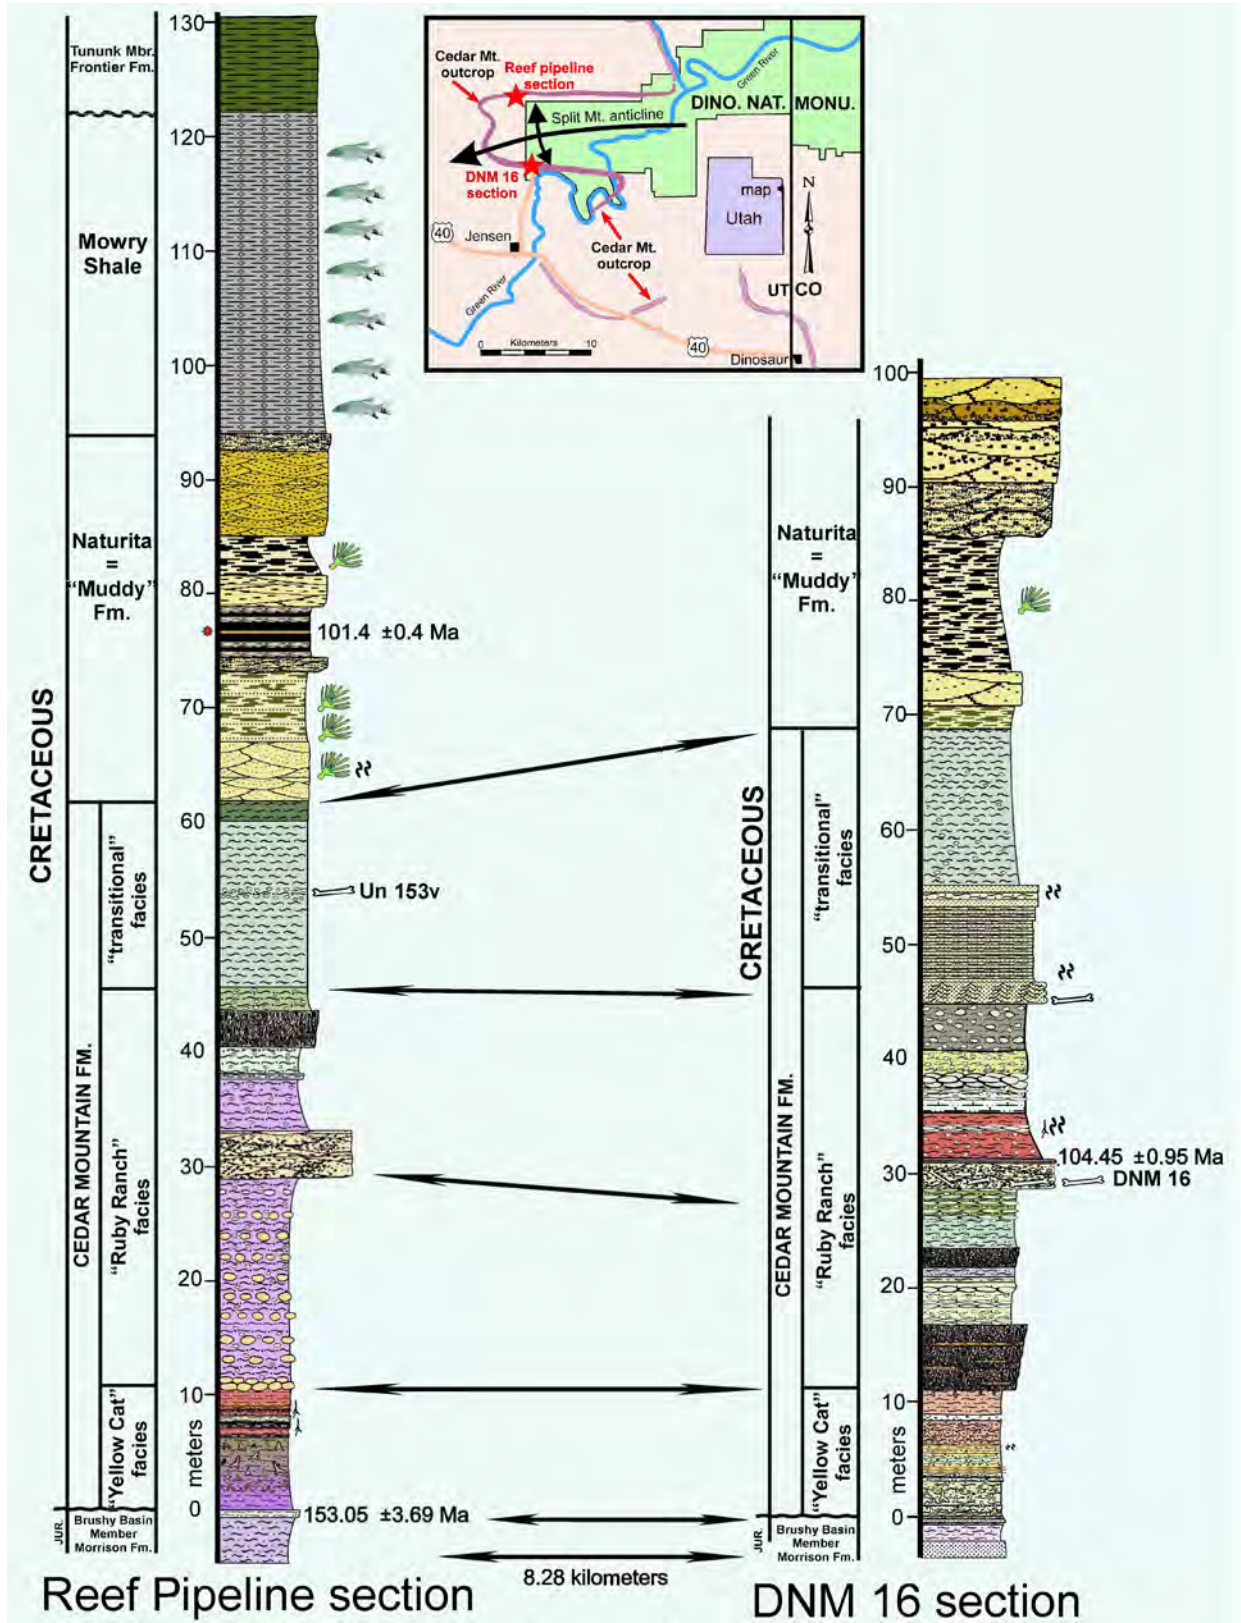 130
120
110
100
90
80
70
60
50
40
30
20
10
0
meters
Tununk Mbr.
Frontier Fm.
Mowry
Shale
Naturita
=
“Muddy”
Fm.
CRETACEOUS
CEDAR MOUNTAIN FM.
“transitional”
facies
“Ruby Ranch”
facies
“Yellow Cat”
facies
JUR.
Brushy Basin
Member
Morrison Fm.
101.4 ±0.4 Ma
Un 153v
153.05 ±3.69 Ma
Reef Pipeline section
Cedar Mt.
outcrop
Reef pipeline
section
Green River
DINO. NAT. MONU.
Split Mt. anticline
DNM 16
section
map
Utah
N
40
Jensen
Cedar Mt.
outcrop
Green River
UT CO
Kilometers
0 10
40
Dinosaur
8.28 kilometers
Naturita
=
“Muddy”
Fm.
CRETACEOUS
CEDAR MOUNTAIN FM.
“transitional”
facies
“Ruby Ranch”
facies
“Yellow Cat”
facies
JUR.
Brushy Basin
Member
Morrison Fm.
100
90
80
70
60
50
40
30
20
10
0
meters
104.45 ±0.95 Ma
DNM 16
DNM 16 section